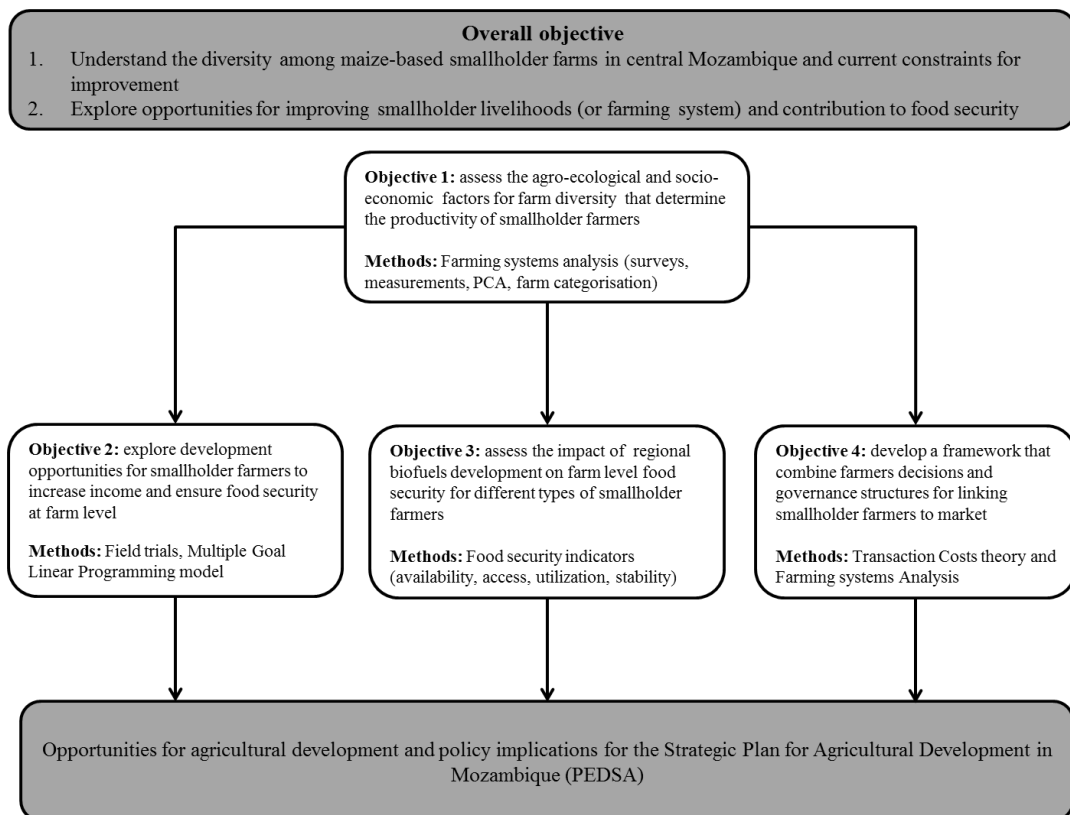 Overall objective
1. Understand the diversity among maize-based smallholder farms in central Mozambique and current constraints for
improvement
2. Explore opportunities for improving smallholder livelihoods (or farming system) and contribution to food security
Objective 1: assess the agro-ecological and socio-
economic factors for farm diversity that determine
the productivity of smallholder farmers
Methods: Farming systems analysis (surveys,
measurements, PCA, farm categorisation)
Objective 2: explore development
opportunities for smallholder farmers to
increase income and ensure food security
at farm level
Methods: Field trials, Multiple Goal
Linear Programming model
Objective 3: assess the impact of regional
biofuels development on farm level food
security for different types of smallholder
farmers
Methods: Food security indicators
(availability, access, utilization, stability)
Objective 4: develop a framework that
combine farmers decisions and
governance structures for linking
smallholder farmers to market
Methods: Transaction Costs theory and
Farming systems Analysis
Opportunities for agricultural development and policy implications for the Strategic Plan for Agricultural Development in
Mozambique (PEDSA)